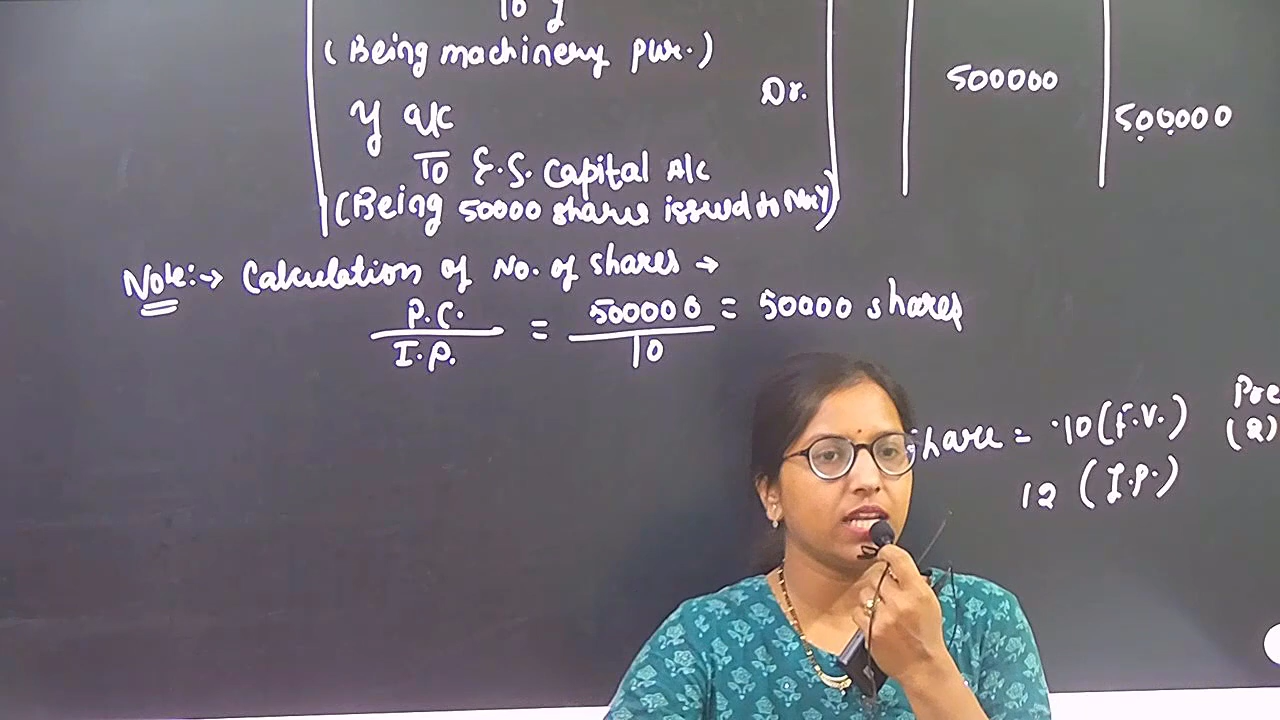 To Y
(Being machinery pur.)
Y a/c Dr. 500000
To E.S. Capital A/c 500000
(Being 50000 share issued to Mr.Y)
Note:→ Calculation of No. of shares →
P.C. / I.P. = 500000 / 10 = 50000 shares
share = 10 (F.V.) Pre
12 (I.P.) (2)